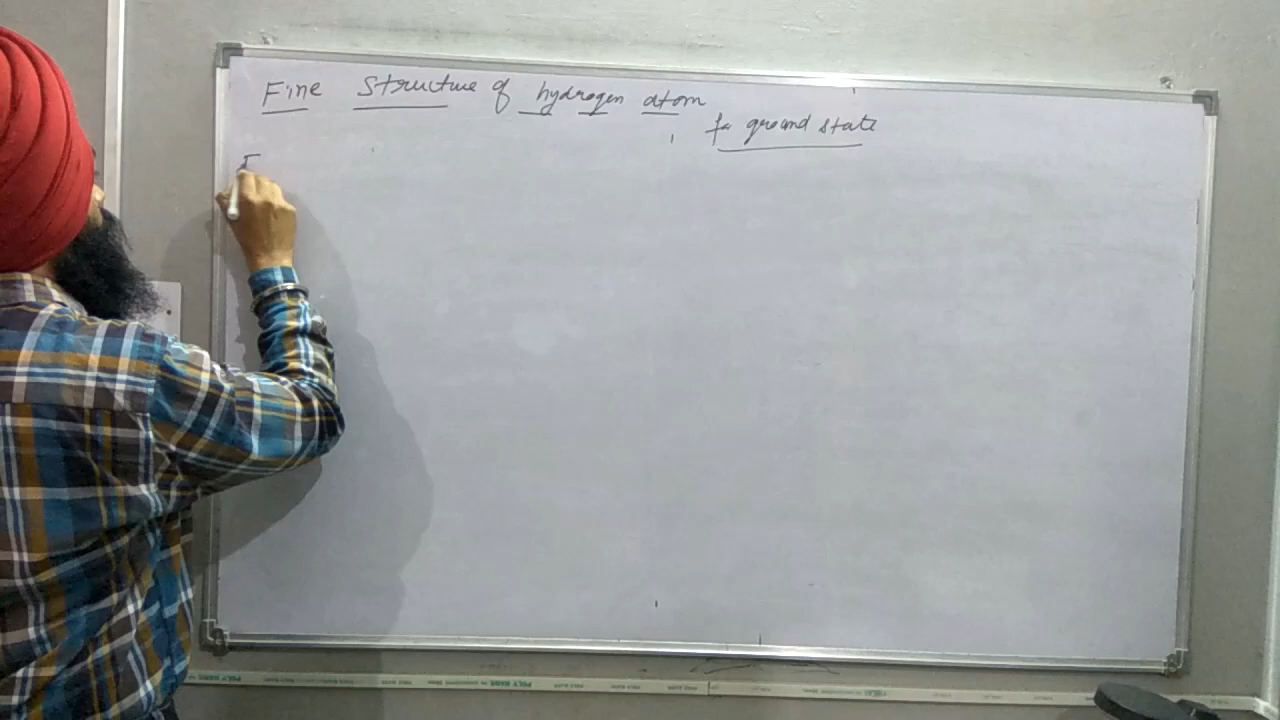 Fine Structure of hydrogen atom
for ground state